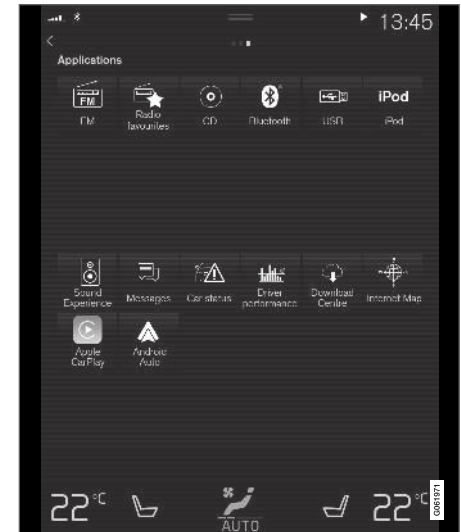 13:45
Applications
FM
iPod
FM
Radio
favourites
CD
Bluetooth
USB
iPod
Sound
Experience
Messages
Car status
Driver
performance
Download
Centre
Internet Map
Apple
CarPlay
Android
Auto
22°C
22°C
AUTO
G061971